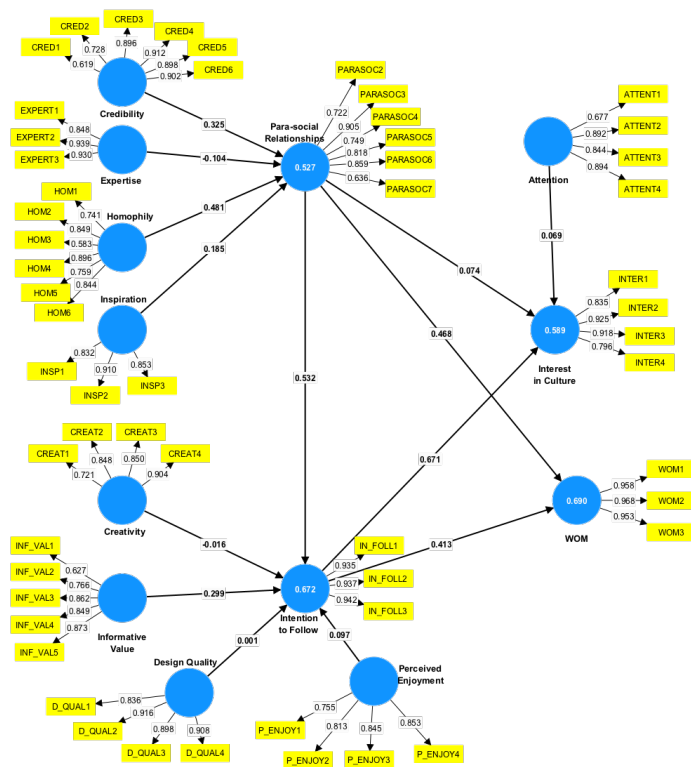 CRED1
CRED2
CRED3
CRED4
CRED5
CRED6
0.619
0.728
0.896
0.912
0.898
0.902
Credibility
EXPERT1
EXPERT2
EXPERT3
0.848
0.939
0.930
Expertise
HOM1
HOM2
HOM3
HOM4
HOM5
HOM6
0.741
0.849
0.583
0.896
0.759
0.844
Homophily
Inspiration
0.832
0.910
0.853
INSP1
INSP2
INSP3
0.325
-0.104
0.481
0.185
Para-social
Relationships
0.527
PARASOC2
PARASOC3
PARASOC4
PARASOC5
PARASOC6
PARASOC7
0.722
0.905
0.749
0.818
0.859
0.636
ATTENT1
ATTENT2
ATTENT3
ATTENT4
0.677
0.892
0.844
0.894
Attention
0.069
0.074
0.468
0.532
0.671
0.413
0.589
Interest
in Culture
INTER1
INTER2
INTER3
INTER4
0.835
0.925
0.918
0.796
0.690
WOM
WOM1
WOM2
WOM3
0.958
0.968
0.953
CREAT1
CREAT2
CREAT3
CREAT4
0.721
0.848
0.850
0.904
Creativity
-0.016
INF_VAL1
INF_VAL2
INF_VAL3
INF_VAL4
INF_VAL5
0.627
0.766
0.862
0.849
0.873
Informative
Value
0.299
0.672
Intention
to Follow
IN_FOLL1
IN_FOLL2
IN_FOLL3
0.935
0.937
0.942
0.001
0.097
Design Quality
D_QUAL1
D_QUAL2
D_QUAL3
D_QUAL4
0.836
0.916
0.898
0.908
Perceived
Enjoyment
0.755
0.813
0.845
0.853
P_ENJOY1
P_ENJOY2
P_ENJOY3
P_ENJOY4